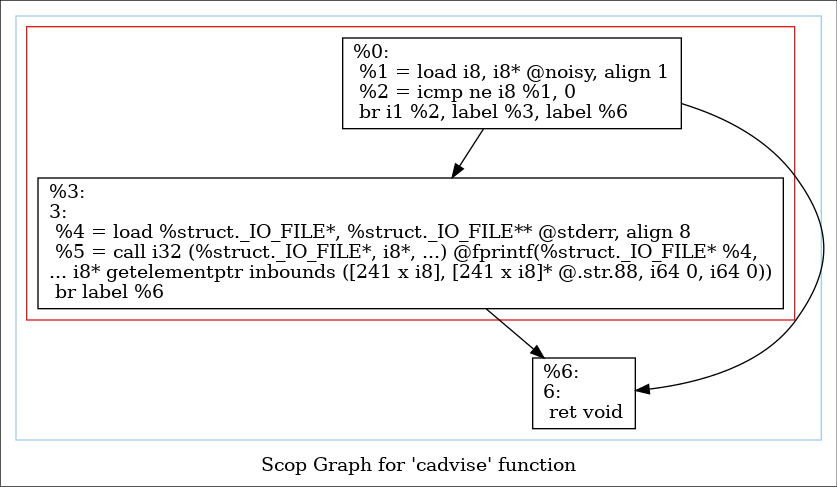 %0:
%1 = load i8, i8* @noisy, align 1
%2 = icmp ne i8 %1, 0
br i1 %2, label %3, label %6
%3:
3:
%4 = load %struct._IO_FILE*, %struct._IO_FILE** @stderr, align 8
%5 = call i32 (%struct._IO_FILE*, i8*, ...) @fprintf(%struct._IO_FILE* %4,
... i8* getelementptr inbounds ([241 x i8], [241 x i8]* @.str.88, i64 0, i64 0))
br label %6
%6:
6:
ret void
Scop Graph for 'cadvise' function